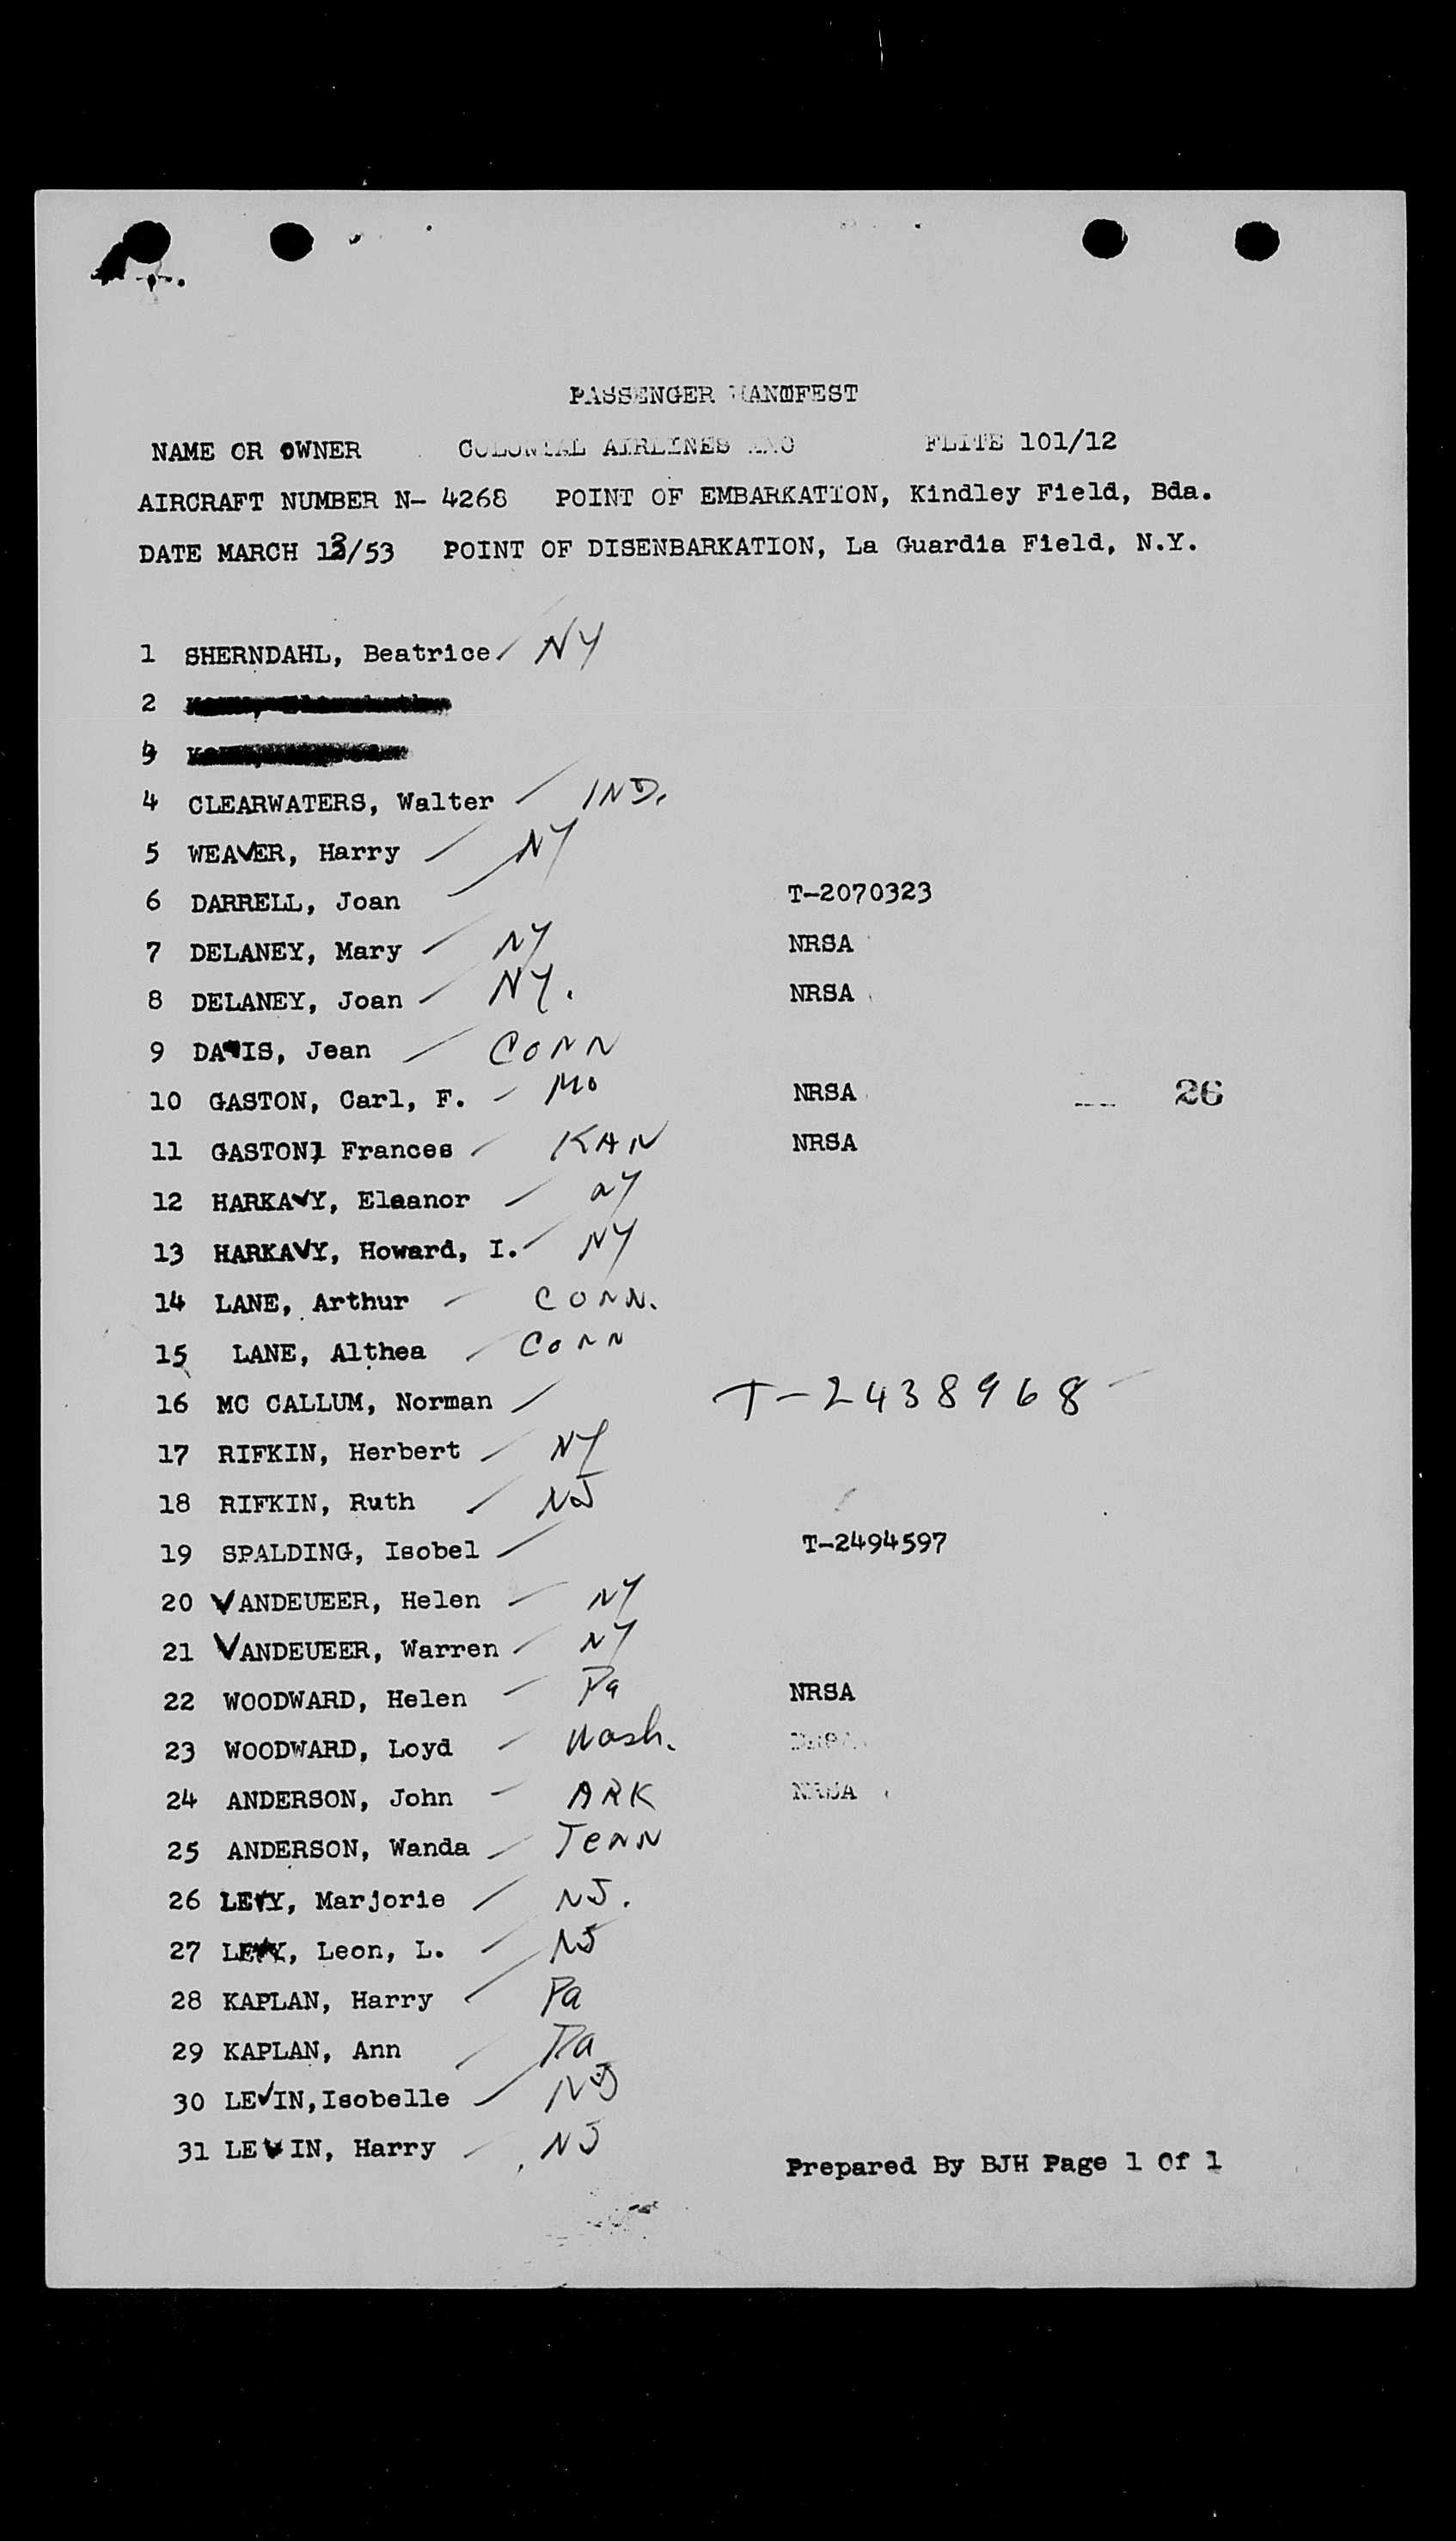 PASSENGER MANIFEST
NAME OR OWNER COLONIAL AIRLINES INC FLITE 101/12
AIRCRAFT NUMBER N- 4268 POINT OF EMBARKATION, Kindley Field, Bda.
DATE MARCH 13/53 POINT OF DISENBARKATION, La Guardia Field, N.Y.
1 SHERNDAHL, Beatrice NY
2
3
4 CLEARWATERS, Walter IND.
5 WEAVER, Harry NY
6 DARRELL, Joan T-2070323
7 DELANEY, Mary NY NRSA
8 DELANEY, Joan NY. NRSA
9 DAVIS, Jean CONN
10 GASTON, Carl, F. Mo NRSA 26
11 GASTON, Frances KAN NRSA
12 HARKAVY, Eleanor NY
13 HARKAVY, Howard, I. NY
14 LANE, Arthur CONN.
15 LANE, Althea CONN
16 MC CALLUM, Norman T-2438968
17 RIFKIN, Herbert NY
18 RIFKIN, Ruth NJ
19 SPALDING, Isobel T-2494597
20 VANDEUEER, Helen NY
21 VANDEUEER, Warren NY
22 WOODWARD, Helen Pa NRSA
23 WOODWARD, Loyd Wash.
24 ANDERSON, John ARK NRSA
25 ANDERSON, Wanda TENN
26 LEVY, Marjorie NJ.
27 LEVY, Leon, L. NJ
28 KAPLAN, Harry Pa
29 KAPLAN, Ann Pa
30 LEVIN, Isobelle NJ
31 LEVIN, Harry NJ
Prepared By BJH Page 1 Of 1